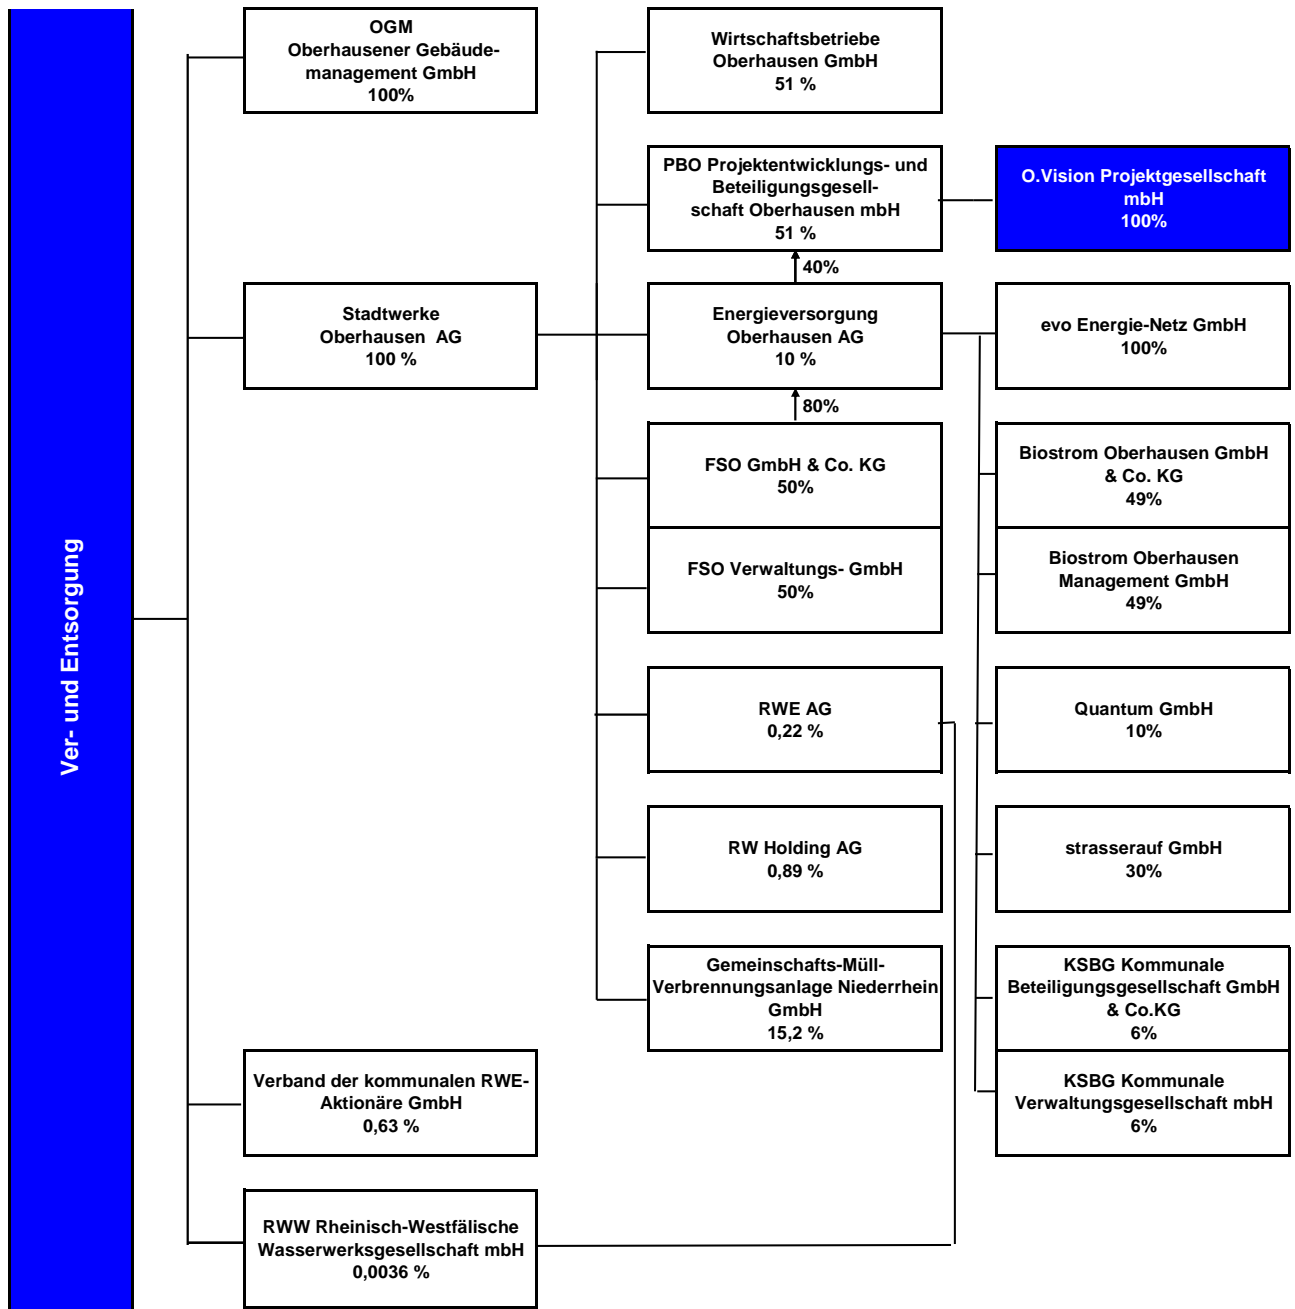 Ver- und Entsorgung
OGM
Oberhausener Gebäude-
management GmbH
100%
Stadtwerke
Oberhausen AG
100 %
Verband der kommunalen RWE-
Aktionäre GmbH
0,63 %
RWW Rheinisch-Westfälische
Wasserwerksgesellschaft mbH
0,0036 %
Wirtschaftsbetriebe
Oberhausen GmbH
51 %
PBO Projektentwicklungs- und
Beteiligungsgesell-
schaft Oberhausen mbH
51 %
40%
Energieversorgung
Oberhausen AG
10 %
80%
FSO GmbH & Co. KG
50%
FSO Verwaltungs- GmbH
50%
RWE AG
0,22 %
RW Holding AG
0,89 %
Gemeinschafts-Müll-
Verbrennungsanlage Niederrhein
GmbH
15,2 %
O.Vision Projektgesellschaft
mbH
100%
evo Energie-Netz GmbH
100%
Biostrom Oberhausen GmbH
& Co. KG
49%
Biostrom Oberhausen
Management GmbH
49%
Quantum GmbH
10%
strasserauf GmbH
30%
KSBG Kommunale
Beteiligungsgesellschaft GmbH
& Co.KG
6%
KSBG Kommunale
Verwaltungsgesellschaft mbH
6%